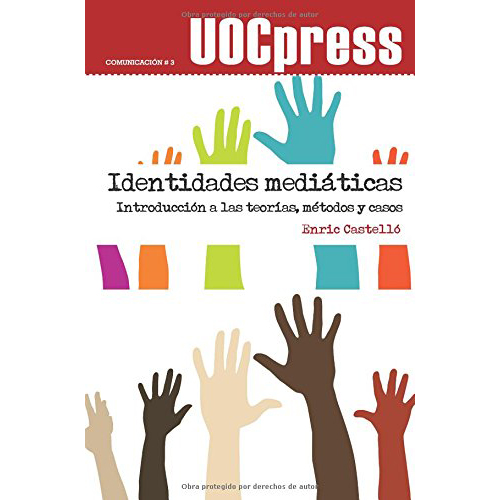 Obra protegida por derechos de autor
UOCpress
COMUNICACIÓN # 3
Identidades mediáticas
Introducción a las teorías, métodos y casos
Enric Castelló
Obra protegido por derechos de autor